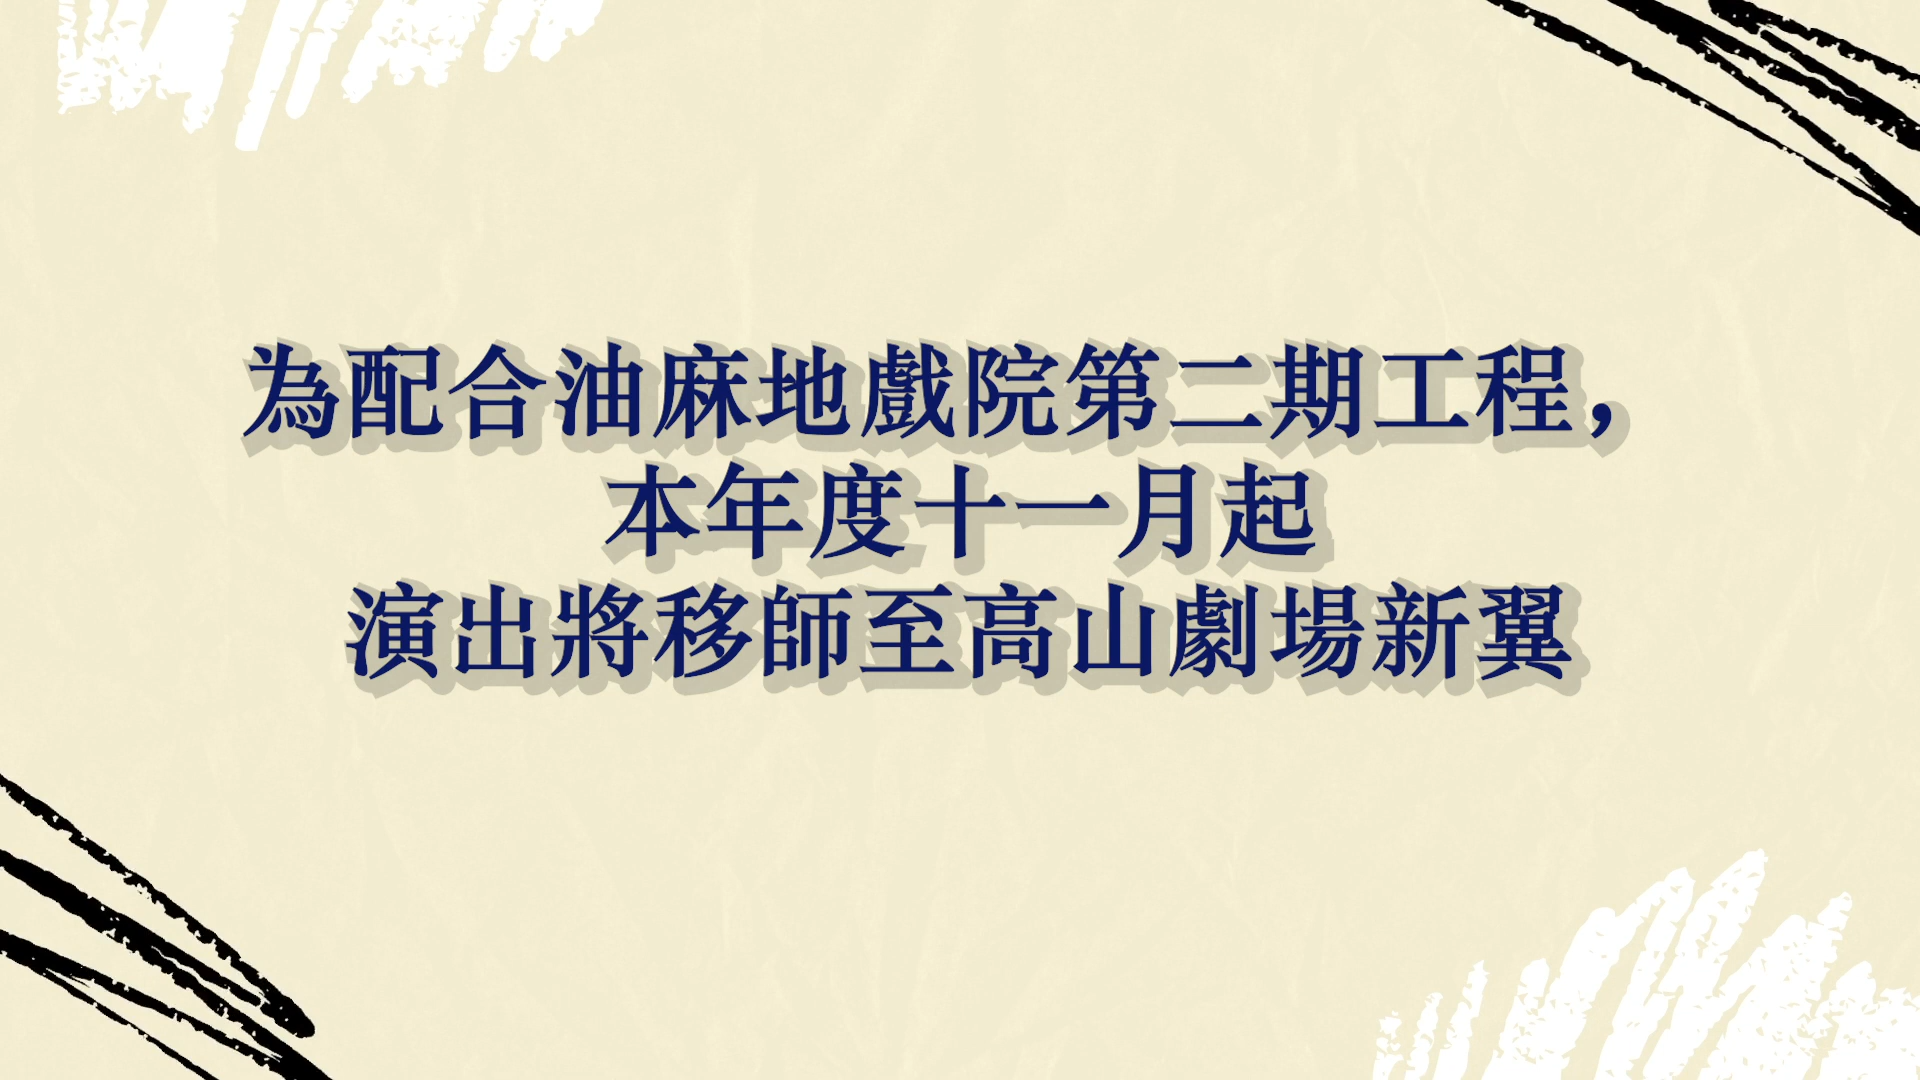 為配合油麻地戲院第二期工程，
本年度十一月起
演出將移師至高山劇場新翼